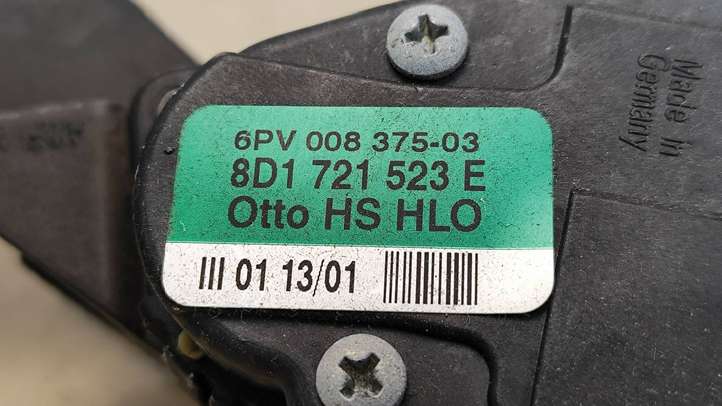 6PV 008 375-03
8D1 721 523 E
Otto HS HLO
III 01 13/01
Made in
Germany